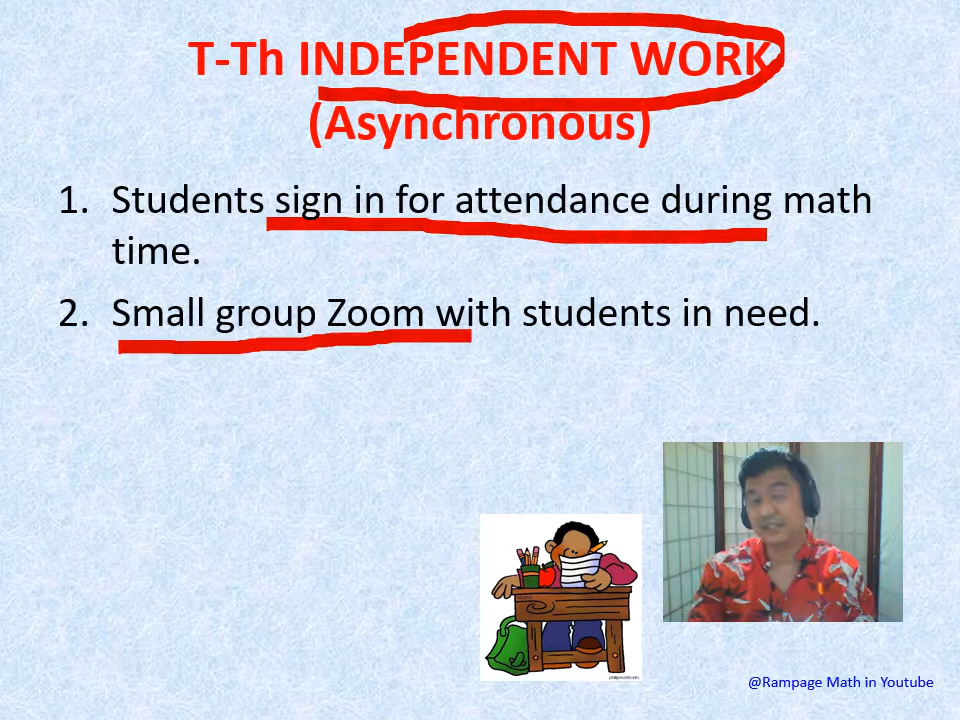 T-Th INDEPENDENT WORK
(Asynchronous)
1. Students sign in for attendance during math
time.
2. Small group Zoom with students in need.
@Rampage Math in Youtube